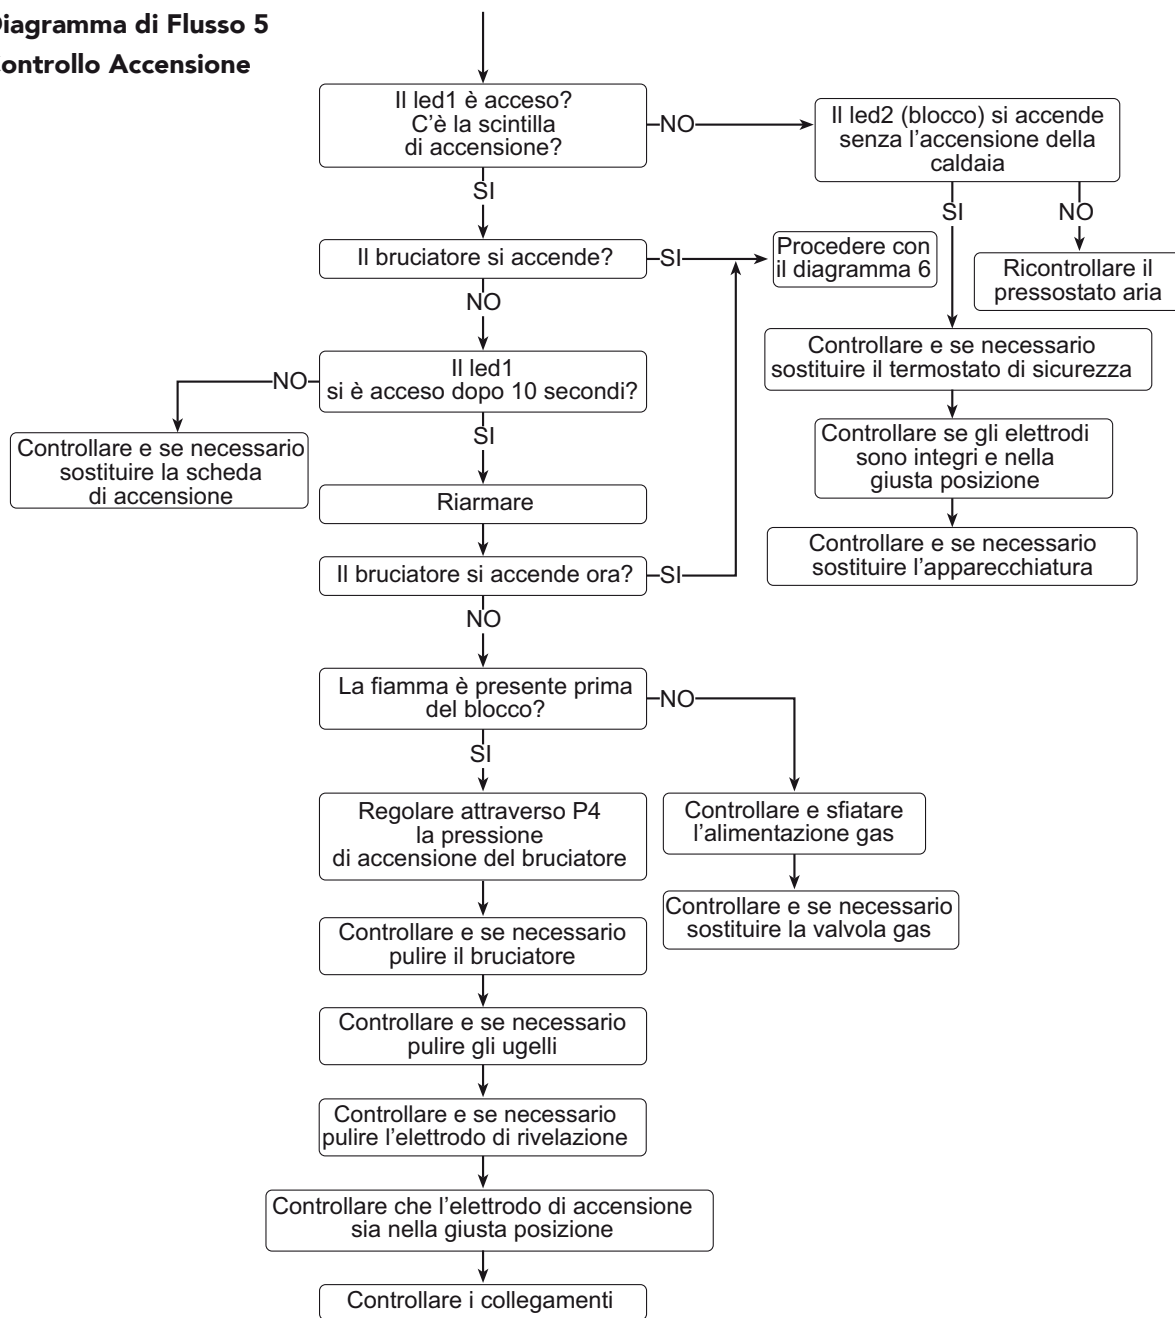 Diagramma di Flusso 5
Controllo Accensione
Il led1 è acceso?
C'è la scintilla
di accensione?
NO
Il led2 (blocco) si accende
senza l'accensione della
caldaia
SI
SI
NO
Il bruciatore si accende?
SI
Procedere con
il diagramma 6
Ricontrollare il
pressostato aria
NO
Controllare e se necessario
sostituire il termostato di sicurezza
Il led1
si è acceso dopo 10 secondi?
NO
SI
Controllare e se necessario
sostituire la scheda
di accensione
Controllare se gli elettrodi
sono integri e nella
giusta posizione
Riarmare
Controllare e se necessario
sostituire l'apparecchiatura
Il bruciatore si accende ora?
SI
NO
La fiamma è presente prima
del blocco?
NO
SI
Regolare attraverso P4
la pressione
di accensione del bruciatore
Controllare e sfiatare
l'alimentazione gas
Controllare e se necessario
sostituire la valvola gas
Controllare e se necessario
pulire il bruciatore
Controllare e se necessario
pulire gli ugelli
Controllare e se necessario
pulire l'elettrodo di rivelazione
Controllare che l'elettrodo di accensione
sia nella giusta posizione
Controllare i collegamenti